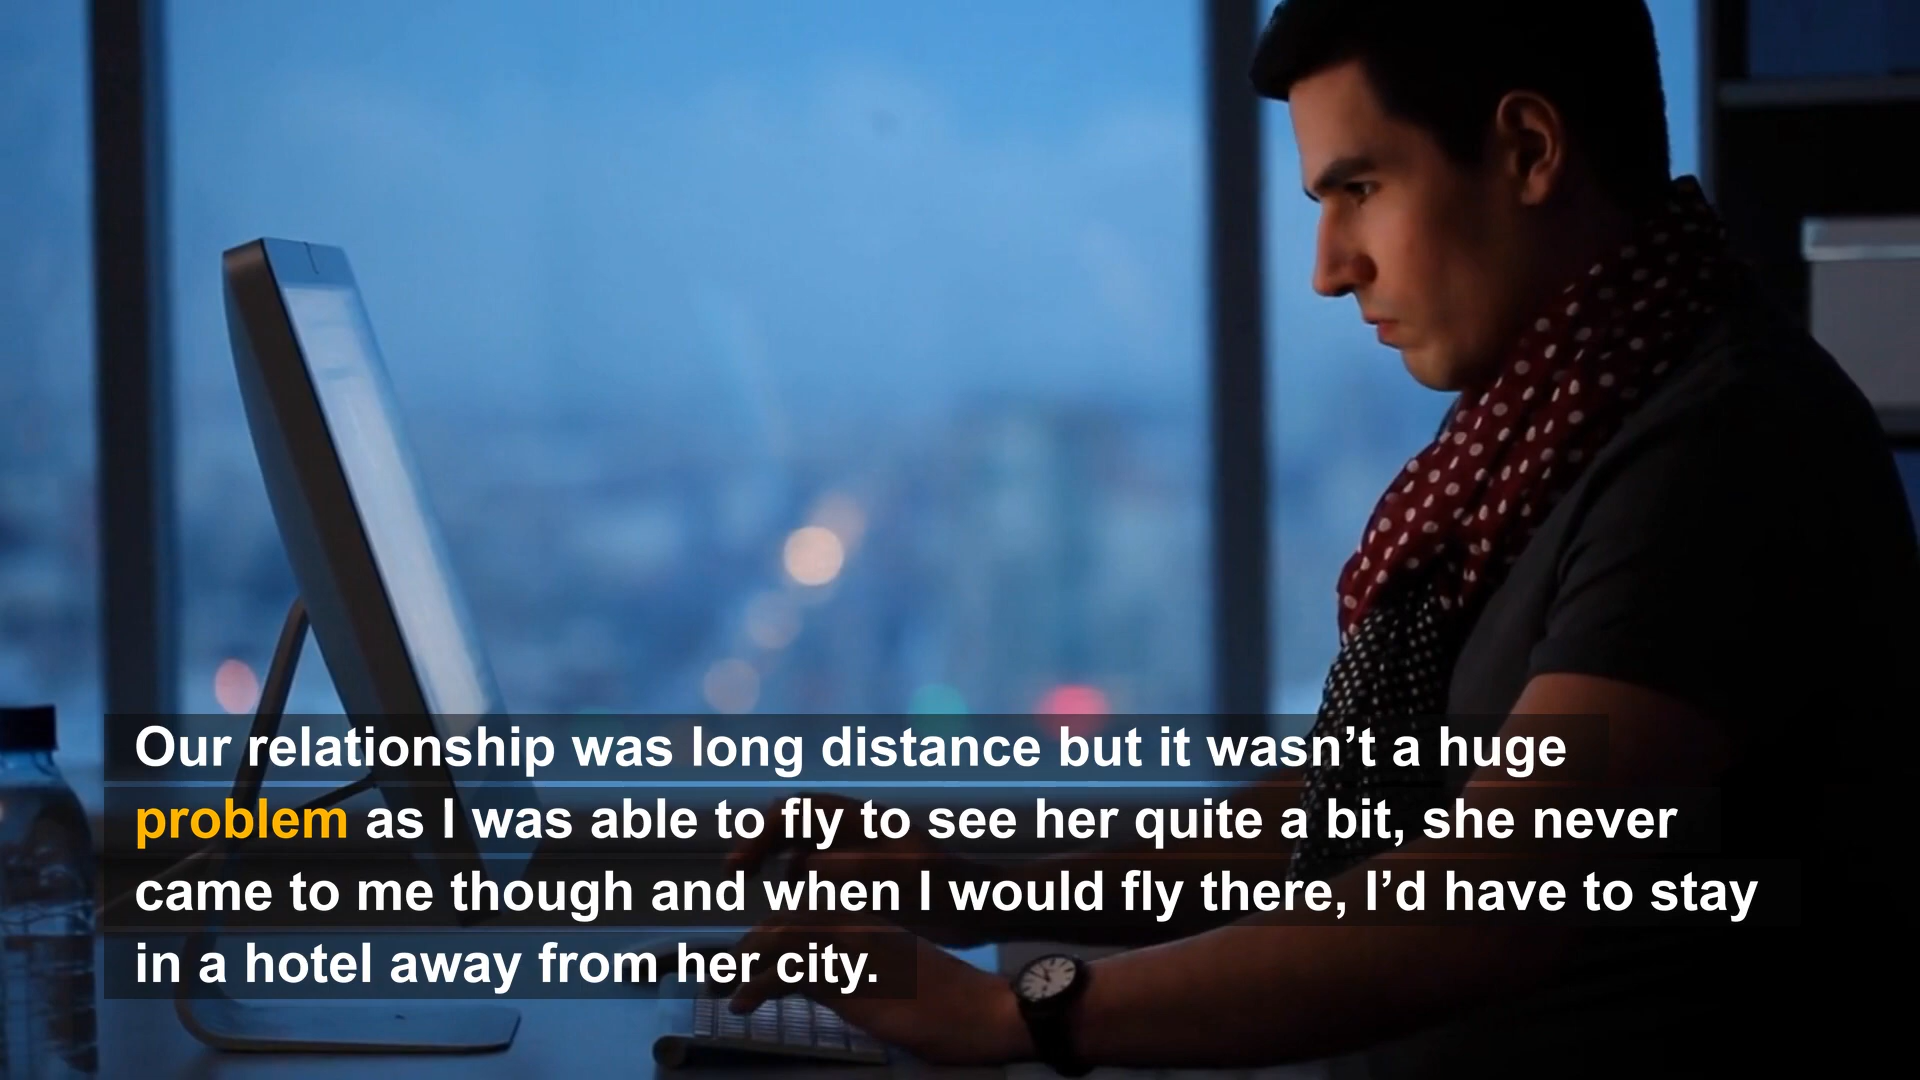 Our relationship was long distance but it wasn’t a huge
problem as I was able to fly to see her quite a bit, she never
came to me though and when I would fly there, I’d have to stay
in a hotel away from her city.